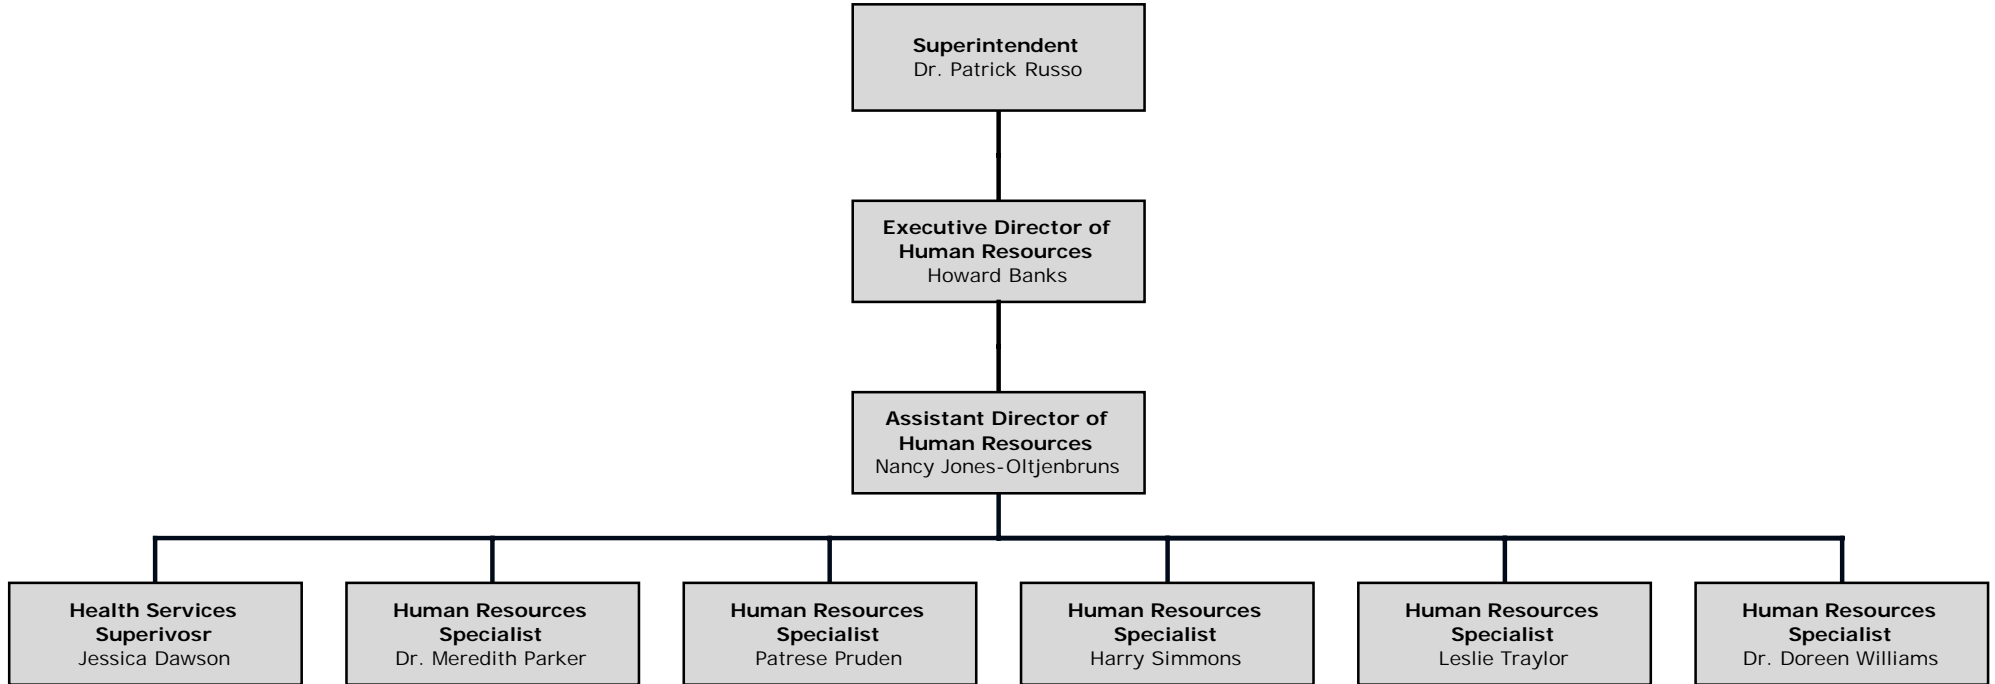 Superintendent
Dr. Patrick Russo
Executive Director of
Human Resources
Howard Banks
Assistant Director of
Human Resources
Nancy Jones-Oltjenbruns
Health Services
Superivosr
Jessica Dawson
Human Resources
Specialist
Dr. Meredith Parker
Human Resources
Specialist
Patrese Pruden
Human Resources
Specialist
Harry Simmons
Human Resources
Specialist
Leslie Traylor
Human Resources
Specialist
Dr. Doreen Williams